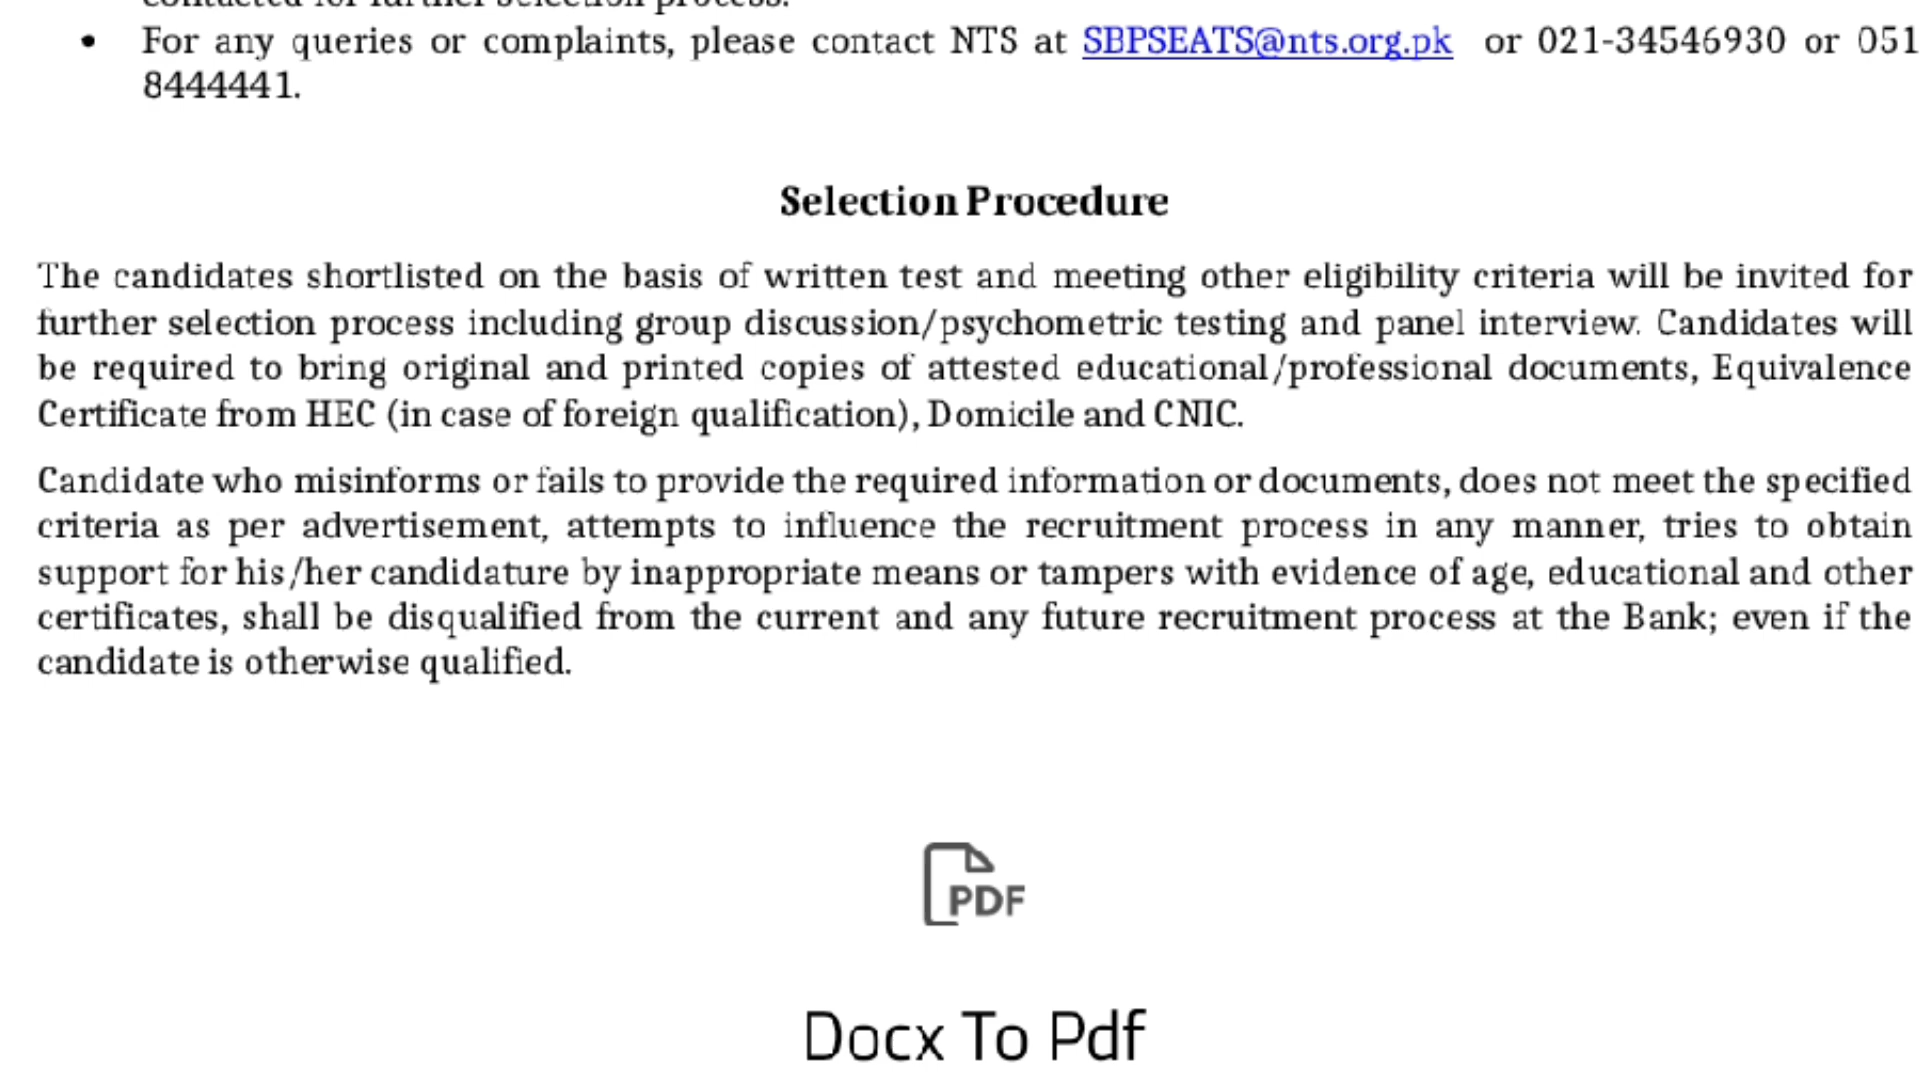 contacted for further selection process.
• For any queries or complaints, please contact NTS at SBPSEATS@nts.org.pk or 021-34546930 or 051
8444441.
Selection Procedure
The candidates shortlisted on the basis of written test and meeting other eligibility criteria will be invited for
further selection process including group discussion/psychometric testing and panel interview. Candidates will
be required to bring original and printed copies of attested educational/professional documents, Equivalence
Certificate from HEC (in case of foreign qualification), Domicile and CNIC.
Candidate who misinforms or fails to provide the required information or documents, does not meet the specified
criteria as per advertisement, attempts to influence the recruitment process in any manner, tries to obtain
support for his/her candidature by inappropriate means or tampers with evidence of age, educational and other
certificates, shall be disqualified from the current and any future recruitment process at the Bank; even if the
candidate is otherwise qualified.
PDF
Docx To Pdf